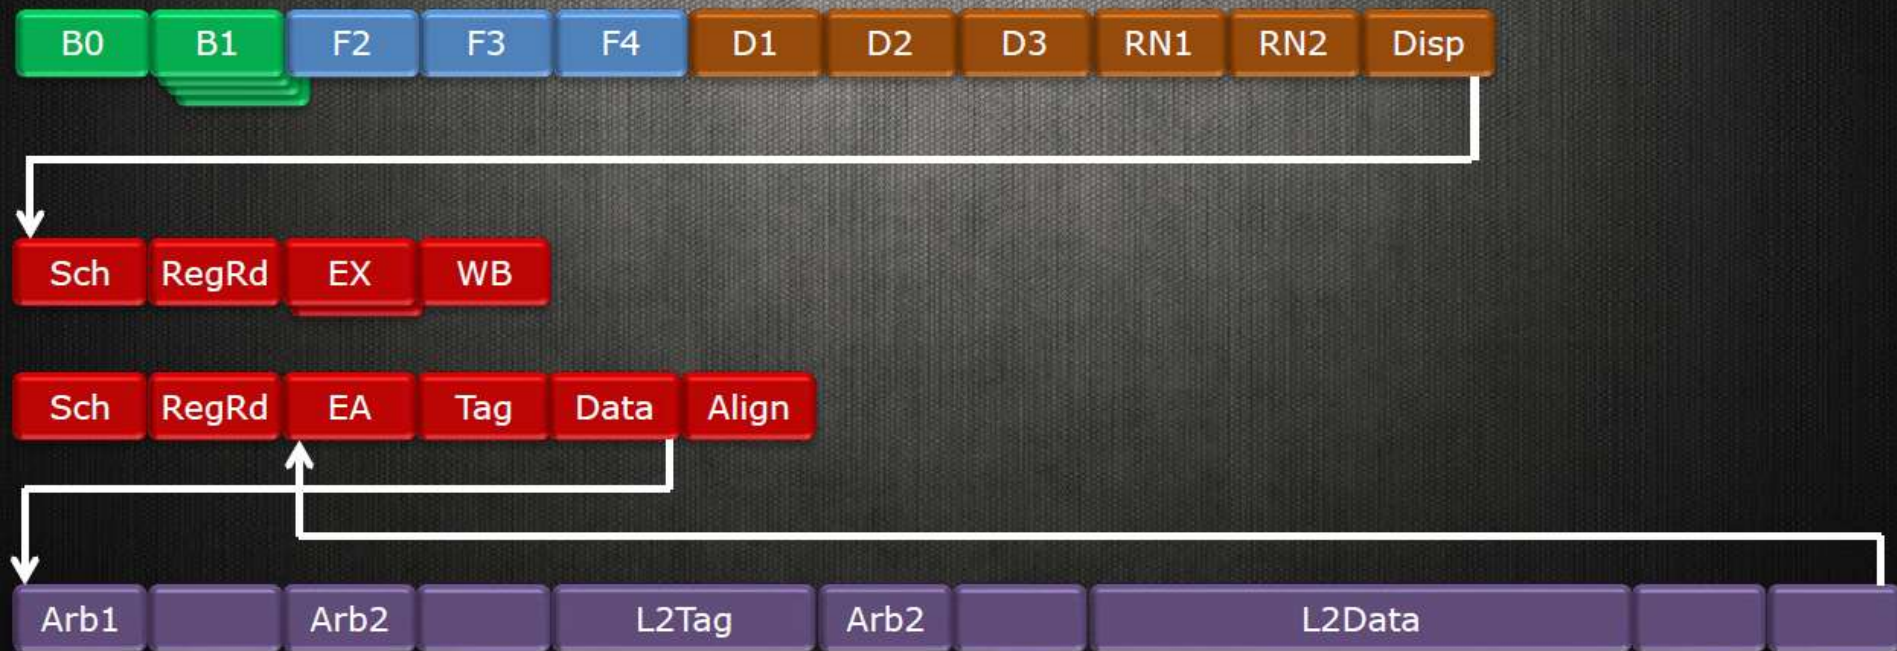 B0 B1 F2 F3 F4 D1 D2 D3 RN1 RN2 Disp
Sch RegRd EX WB
Sch RegRd EA Tag Data Align
Arb1 Arb2 L2Tag Arb2 L2Data